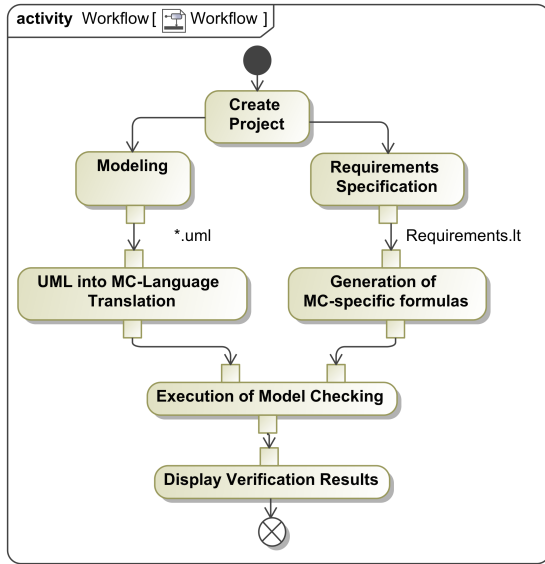 activity Workflow [ Workflow ]
Create
Project
Modeling
Requirements
Specification
*.uml
Requirements.lt
UML into MC-Language
Translation
Generation of
MC-specific formulas
Execution of Model Checking
Display Verification Results